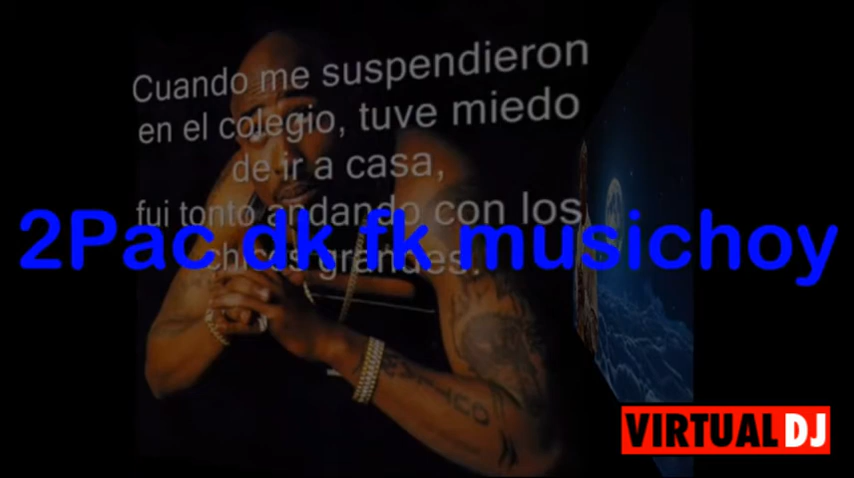 Cuando me suspendieron
en el colegio, tuve miedo
de ir a casa,
fui tonto andando con los
chicos grandes.
2Pac dk fk musichoy
VIRTUAL DJ